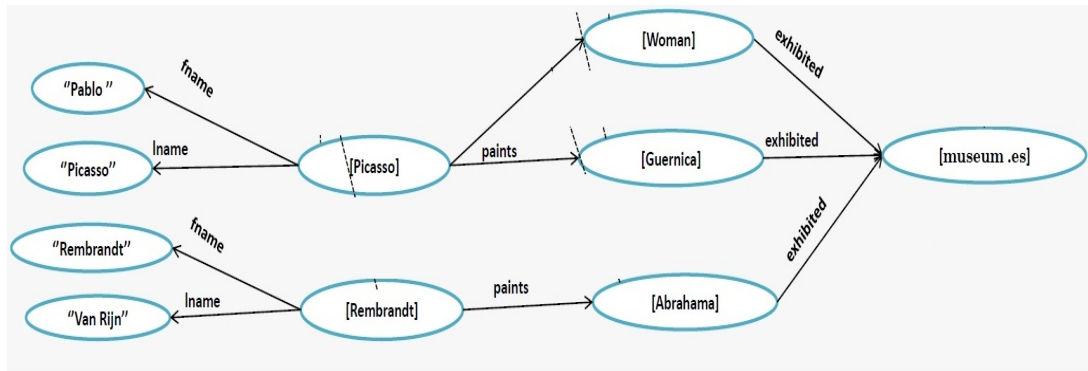 [Woman]
exhibited
fname
"Pablo "
lname
paints
exhibited
"Picasso"
[Picasso]
[Guernica]
[museum .es]
fname
exhibited
"Rembrandt"
lname
paints
"Van Rijn"
[Rembrandt]
[Abrahama]